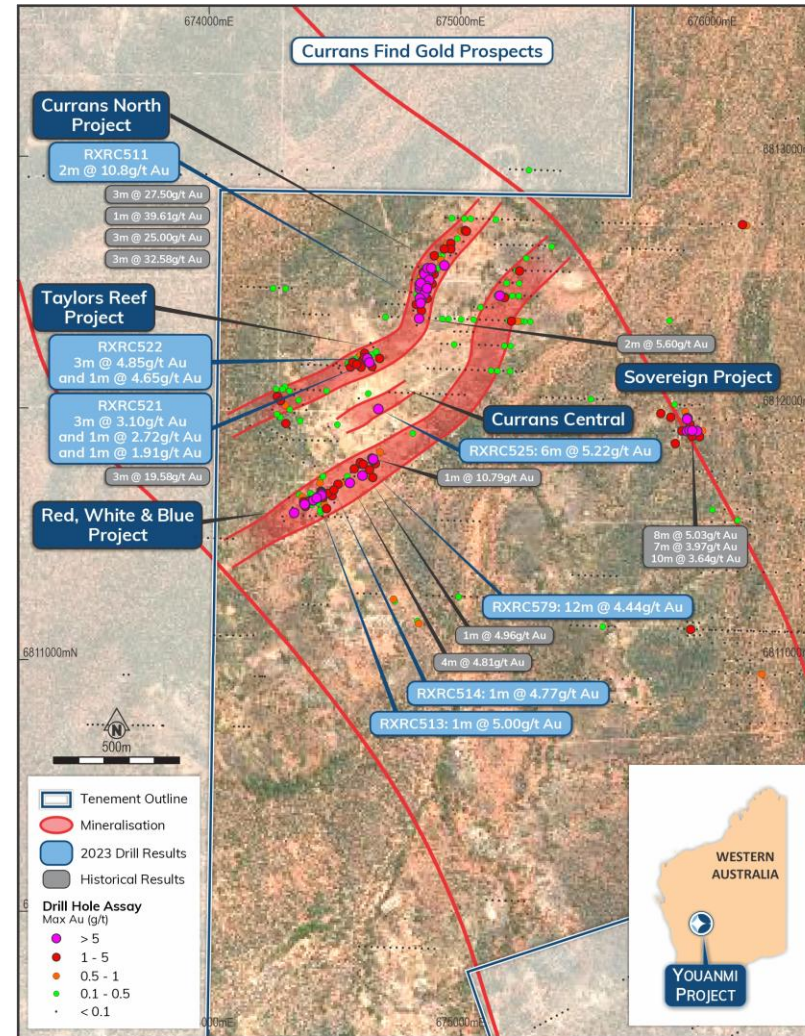 674000mE
675000mE
676000mE
Currans Find Gold Prospects
Currans North
Project
RXRC511
2m @ 10.8g/t Au
3m @ 27.50g/t Au
1m @ 39.61g/t Au
3m @ 25.00g/t Au
3m @ 32.58g/t Au
Taylors Reef
Project
RXRC522
3m @ 4.85g/t Au
and 1m @ 4.65g/t Au
RXRC521
3m @ 3.10g/t Au
and 1m @ 2.72g/t Au
and 1m @ 1.91g/t Au
3m @ 19.58g/t Au
Red, White & Blue
Project
2m @ 5.60g/t Au
Sovereign Project
6812000m
Currans Central
RXRC525: 6m @ 5.22g/t Au
1m @ 10.79g/t Au
8m @ 5.03g/t Au
7m @ 3.97g/t Au
10m @ 3.64g/t Au
RXRC579: 12m @ 4.44g/t Au
1m @ 4.96g/t Au
4m @ 4.81g/t Au
6811000mN
RXRC514: 1m @ 4.77g/t Au
RXRC513: 1m @ 5.00g/t Au
N
500m
Tenement Outline
Mineralisation
2023 Drill Results
Historical Results
Drill Hole Assay
Max Au (g/t)
> 5
1 - 5
0.5 - 1
0.1 - 0.5
< 0.1
000mE
675000mE
WESTERN
AUSTRALIA
YOUANMI
PROJECT